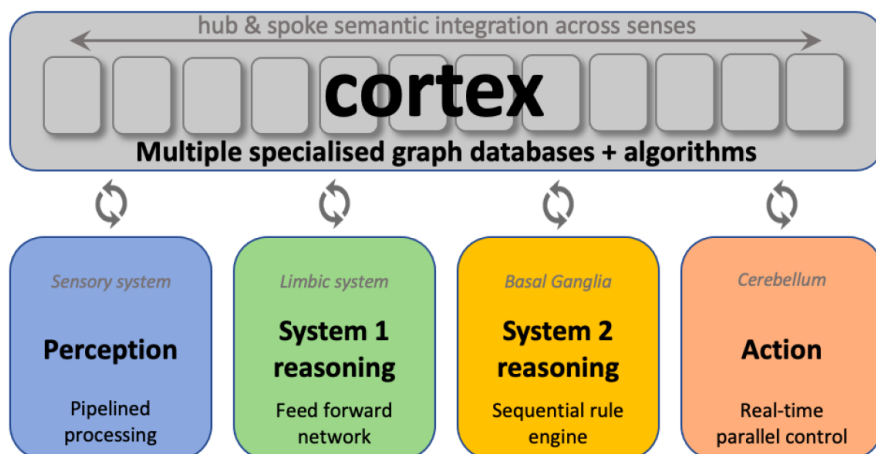 hub & spoke semantic integration across senses
cortex
Multiple specialised graph databases + algorithms
Sensory system
Perception
Pipelined
processing
Limbic system
System 1
reasoning
Feed forward
network
Basal Ganglia
System 2
reasoning
Sequential rule
engine
Cerebellum
Action
Real-time
parallel control